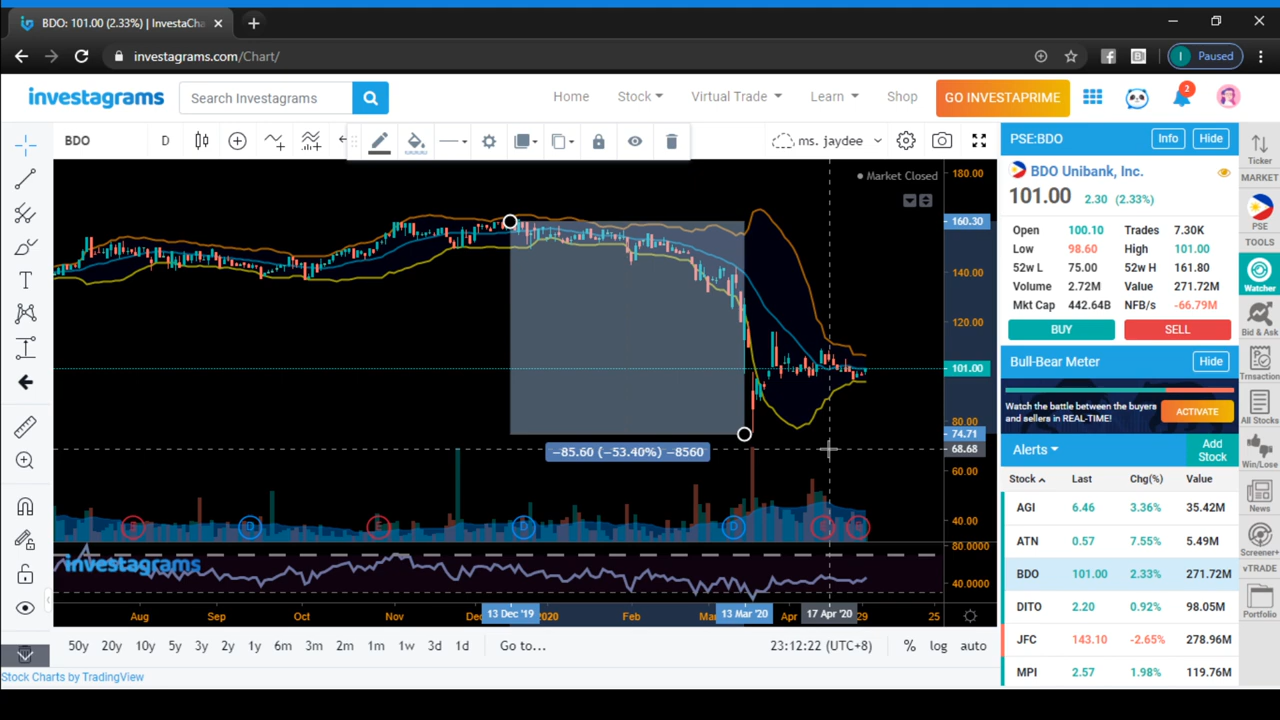 BDO: 101.00 (2.33%) | InvestaCha
investagrams.com/Chart/
Paused
investagrams
Search Investagrams
Home
Stock
Virtual Trade
Learn
Shop
GO INVESTAPRIME
2
BDO
D
ms. jaydee
Market Closed
180.00
160.30
140.00
120.00
101.00
80.00
74.71
68.68
60.00
40.00
80.0000
40.0000
−85.60 (−53.40%) −8560
E D E D D E E
investagrams
Aug Sep Oct Nov Dec 13 Dec '19 2020 Feb Mar 13 Mar '20 Apr 17 Apr '20 29 25
50y 20y 10y 5y 3y 2y 1y 6m 3m 2m 1m 1w 3d 1d Go to...
23:12:22 (UTC+8) % log auto
Stock Charts by TradingView
PSE:BDO Info Hide
BDO Unibank, Inc.
101.00 2.30 (2.33%)
Open 100.10 Trades 7.30K
Low 98.60 High 101.00
52w L 75.00 52w H 161.80
Volume 2.72M Value 271.72M
Mkt Cap 442.64B NFB/s -66.79M
BUY SELL
Bull-Bear Meter Hide
Watch the battle between the buyers
and sellers in REAL-TIME!
ACTIVATE
Alerts Add
Stock
Stock Last Chg(%) Value
AGI 6.46 3.36% 35.42M
ATN 0.57 7.55% 5.49M
BDO 101.00 2.33% 271.72M
DITO 2.20 0.92% 98.05M
JFC 143.10 -2.65% 278.96M
MPI 2.57 1.98% 119.76M
Ticker
MARKET
PSE
TOOLS
Watcher
Bid & Ask
Trnsaction
All Stocks
Win/Lose
News
Screener+
vTRADE
Portfolio